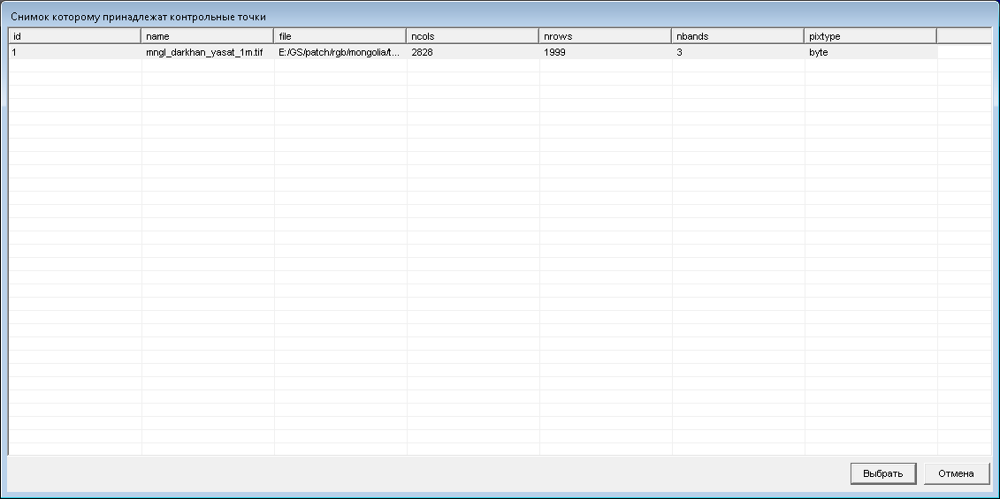 Снимок которому принадлежат контрольные точки
id name file ncols nrows nbands pixtype
1 mngl_darkhan_yasat_1m.tif E:/GS/patch/rgb/mongolia/t... 2828 1999 3 byte
Выбрать Отмена